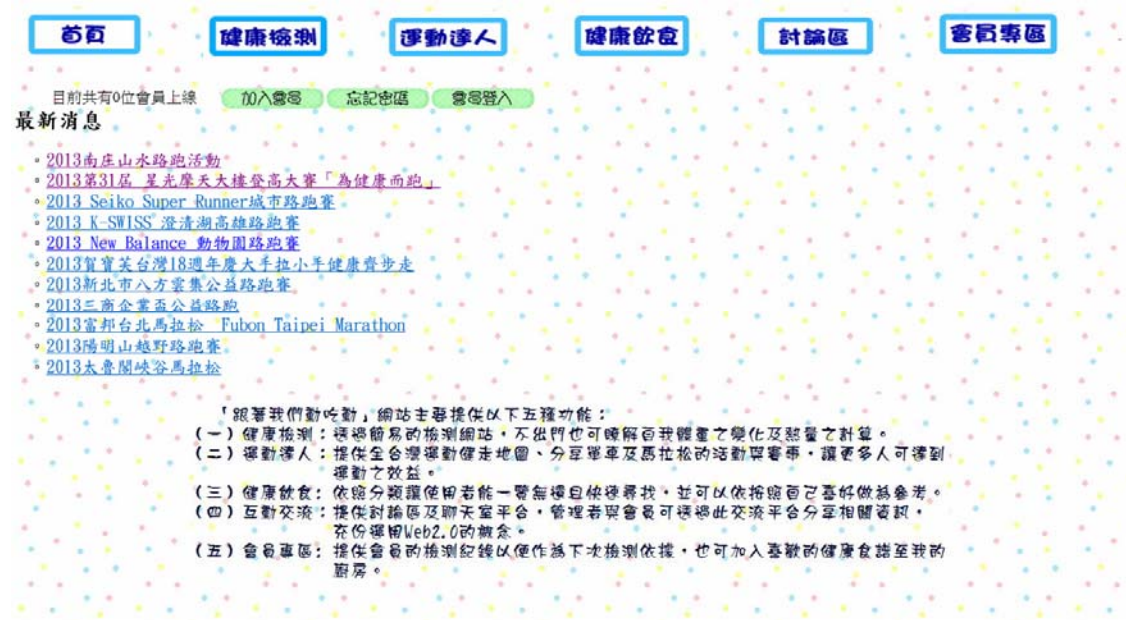 首頁 健康檢測 運動達人 健康飲食 討論區 會員專區
目前共有0位會員上線 加入會員 忘記密碼 會員登入
最新消息
2013南庄山水路跑活動
2013第31屆 星光摩天大樓登高大賽「為健康而跑」
2013 Seiko Super Runner城市路跑賽
2013 K-SWISS 澄清湖高雄路跑賽
2013 New Balance 動物園路跑賽
2013賀寶芙台灣18週年慶大手拉小手健康齊步走
2013新北市八方雲集公益路跑賽
2013三商企業盃公益路跑
2013富邦台北馬拉松 Fubon Taipei Marathon
2013陽明山越野路跑賽
2013太魯閣峽谷馬拉松
「跟著我們動吃動」網站主要提供以下五種功能：
(一) 健康檢測：透過簡易的檢測網站，不出門也可瞭解自我體重之變化及熱量之計算。
(二) 運動達人：提供全台灣運動健走地圖、分享單車及馬拉松的活動與賽事，讓更多人可達到
運動之效益。
(三) 健康飲食：依照分類讓使用者能一覽無遺且快速尋找，並可以依按照自己喜好做為參考。
(四) 互動交流：提供討論區及聊天室平台，管理者與會員可透過此交流平台分享相關資訊，
充份運用Web2.0的概念。
(五) 會員專區：提供會員的檢測紀錄以便作為下次檢測依據，也可加入喜歡的健康食譜至我的
廚房。